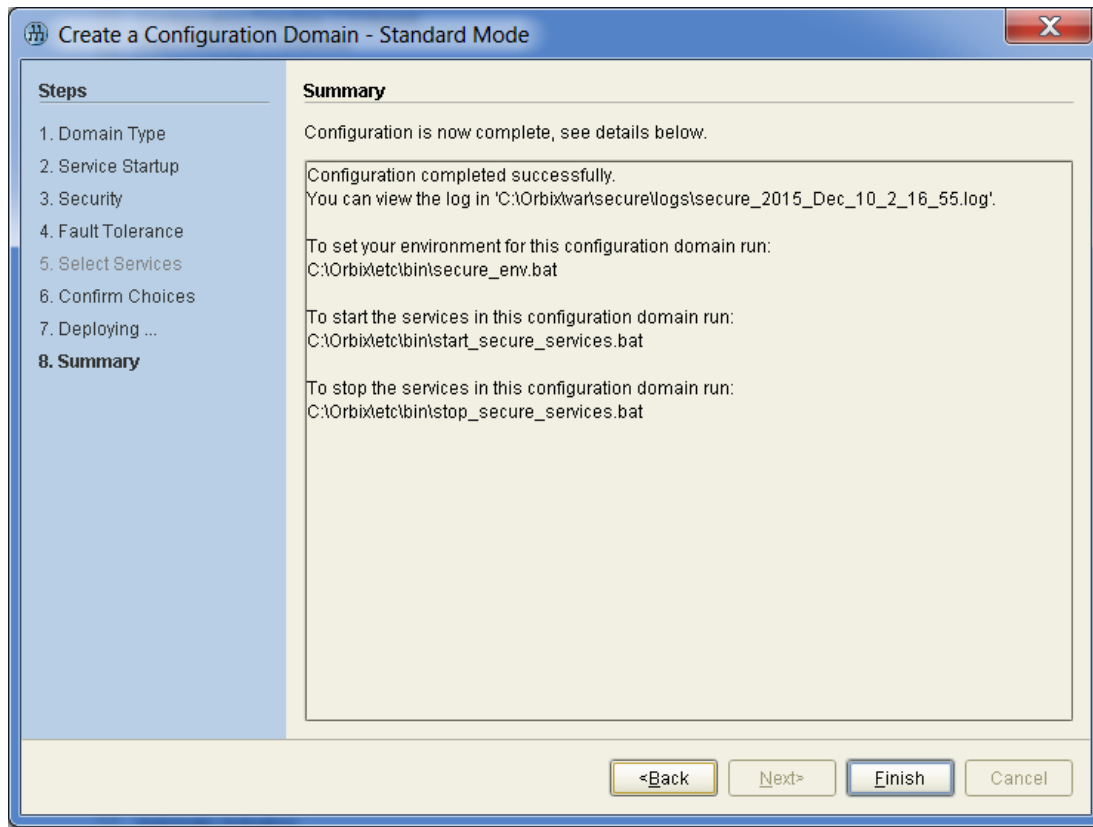 Create a Configuration Domain - Standard Mode
Steps
1. Domain Type
2. Service Startup
3. Security
4. Fault Tolerance
5. Select Services
6. Confirm Choices
7. Deploying ...
8. Summary
Summary
Configuration is now complete, see details below.
Configuration completed successfully.
You can view the log in 'C:\Orbix\var\secure\logs\secure_2015_Dec_10_2_16_55.log'.
To set your environment for this configuration domain run:
C:\Orbix\etc\bin\secure_env.bat
To start the services in this configuration domain run:
C:\Orbix\etc\bin\start_secure_services.bat
To stop the services in this configuration domain run:
C:\Orbix\etc\bin\stop_secure_services.bat
<Back
Next>
Finish
Cancel